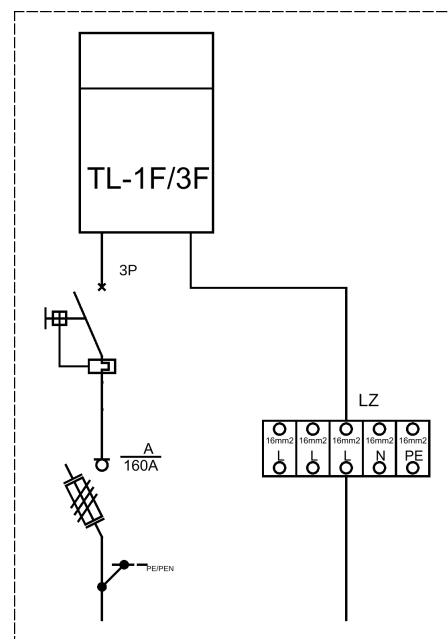 TL-1F/3F
3P
LZ
A
160A
16mm2 16mm2 16mm2 16mm2 16mm2
L L L N PE
PE/PEN